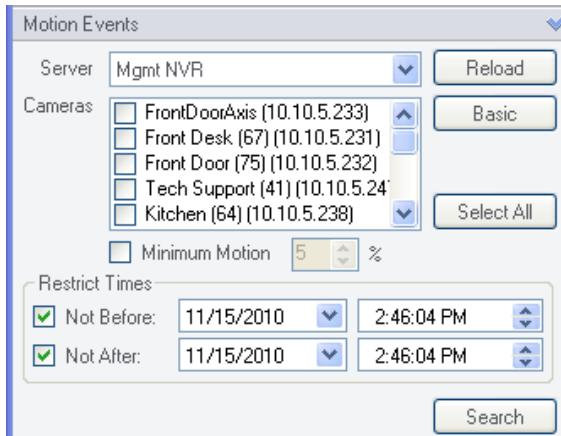 Motion Events
Server Mgmt NVR Reload
Cameras FrontDoorAxis (10.10.5.233) Basic
Front Desk (67) (10.10.5.231)
Front Door (75) (10.10.5.232)
Tech Support (41) (10.10.5.24
Kitchen (64) (10.10.5.238) Select All
Minimum Motion 5 %
Restrict Times
Not Before: 11/15/2010 2:46:04 PM
Not After: 11/15/2010 2:46:04 PM
Search